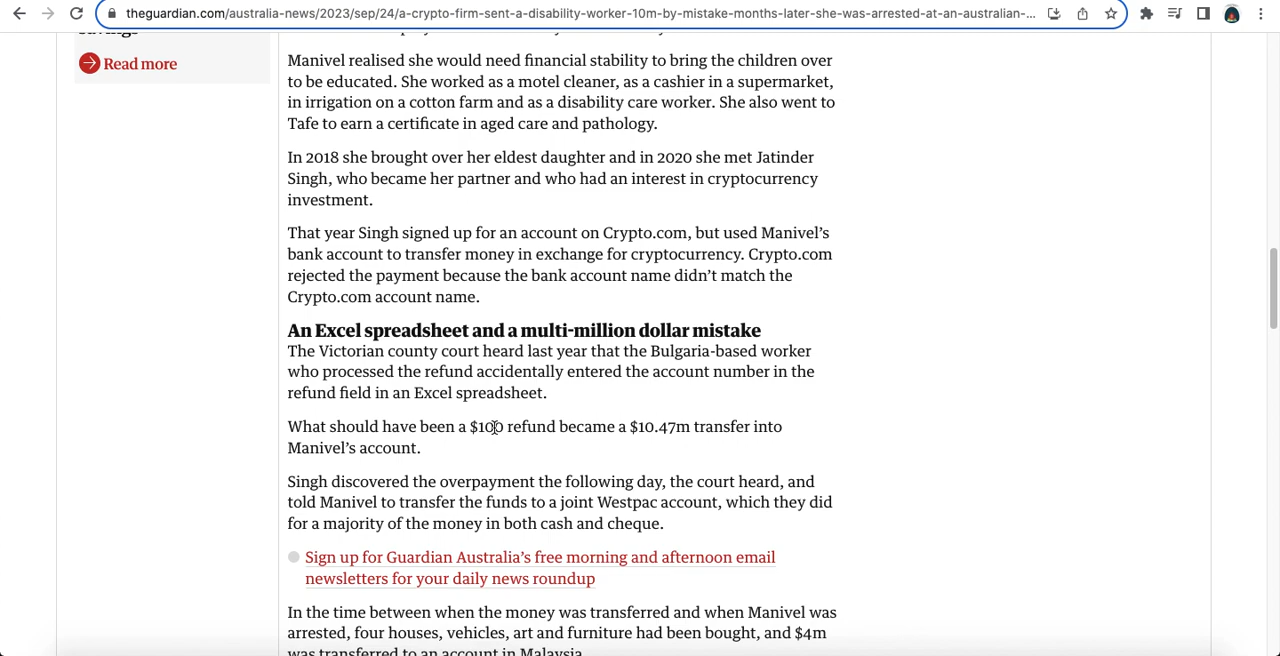 theguardian.com/australia-news/2023/sep/24/a-crypto-firm-sent-a-disability-worker-10m-by-mistake-months-later-she-was-arrested-at-an-australian-...
Read more
Manivel realised she would need financial stability to bring the children over
to be educated. She worked as a motel cleaner, as a cashier in a supermarket,
in irrigation on a cotton farm and as a disability care worker. She also went to
Tafe to earn a certificate in aged care and pathology.
In 2018 she brought over her eldest daughter and in 2020 she met Jatinder
Singh, who became her partner and who had an interest in cryptocurrency
investment.
That year Singh signed up for an account on Crypto.com, but used Manivel’s
bank account to transfer money in exchange for cryptocurrency. Crypto.com
rejected the payment because the bank account name didn’t match the
Crypto.com account name.
An Excel spreadsheet and a multi-million dollar mistake
The Victorian county court heard last year that the Bulgaria-based worker
who processed the refund accidentally entered the account number in the
refund field in an Excel spreadsheet.
What should have been a $100 refund became a $10.47m transfer into
Manivel’s account.
Singh discovered the overpayment the following day, the court heard, and
told Manivel to transfer the funds to a joint Westpac account, which they did
for a majority of the money in both cash and cheque.
Sign up for Guardian Australia’s free morning and afternoon email
newsletters for your daily news roundup
In the time between when the money was transferred and when Manivel was
arrested, four houses, vehicles, art and furniture had been bought, and $4m
was transferred to an account in Malaysia.